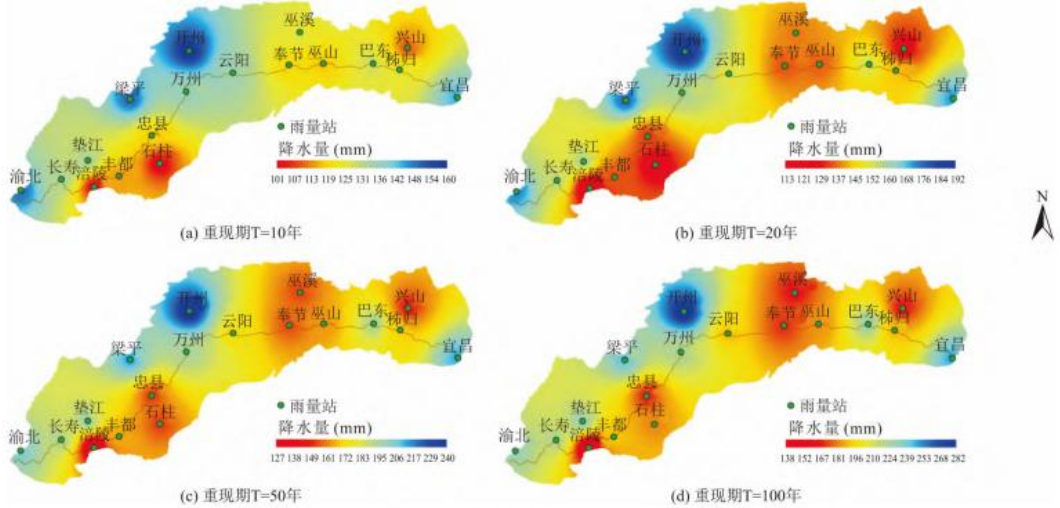 巫溪
兴山
开州
奉节 巫山
巴东
云阳
秭归
万州
宜昌
梁平
忠县
雨量站
垫江
石柱
降水量 (mm)
长寿
丰都
涪陵
渝北
101 107 113 119 125 131 136 142 148 154 160
(a) 重现期T=10年
巫溪
兴山
开州
奉节 巫山
巴东
云阳
秭归
万州
宜昌
梁平
忠县
雨量站
垫江
石柱
降水量 (mm)
长寿
丰都
涪陵
渝北
113 121 129 137 145 152 160 168 176 184 192
(b) 重现期T=20年
N
巫溪
兴山
开州
奉节 巫山
巴东
云阳
秭归
万州
宜昌
梁平
忠县
雨量站
垫江
石柱
降水量 (mm)
长寿
丰都
涪陵
渝北
127 138 149 161 172 183 195 206 217 229 240
(c) 重现期T=50年
巫溪
兴山
开州
奉节 巫山
巴东
云阳
秭归
万州
宜昌
梁平
忠县
雨量站
垫江
石柱
降水量 (mm)
长寿
丰都
涪陵
渝北
138 152 167 181 196 210 224 239 253 268 282
(d) 重现期T=100年